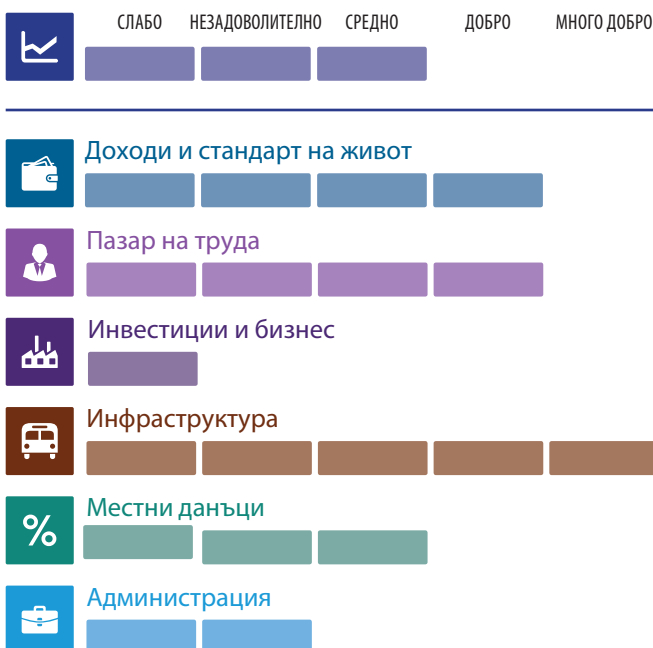 СЛАБО НЕЗАДОВОЛИТЕЛНО СРЕДНО ДОБРО МНОГО ДОБРО
Доходи и стандарт на живот
Пазар на труда
Инвестиции и бизнес
Инфраструктура
Местни данъци
%
Администрация